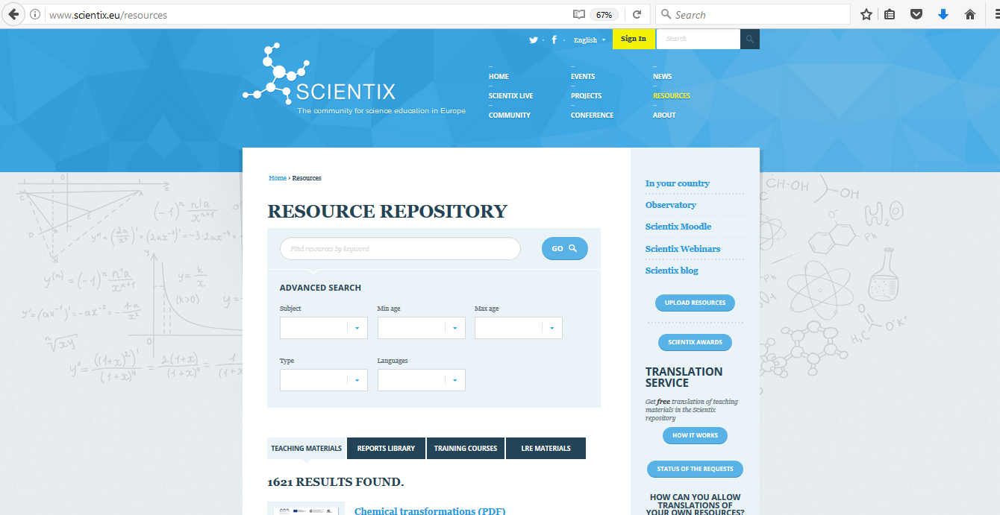 www.scientix.eu/resources
67%
Search
English
Sign In
Search
SCIENTIX
The community for science education in Europe
HOME
EVENTS
NEWS
SCIENTIX LIVE
PROJECTS
RESOURCES
COMMUNITY
CONFERENCE
ABOUT
Home › Resources
RESOURCE REPOSITORY
Find resources by keyword
GO
ADVANCED SEARCH
Subject
Min age
Max age
Type
Languages
TEACHING MATERIALS
REPORTS LIBRARY
TRAINING COURSES
LRE MATERIALS
1621 RESULTS FOUND.
Chemical transformations (PDF)
In your country
Observatory
Scientix Moodle
Scientix Webinars
Scientix blog
UPLOAD RESOURCES
SCIENTIX AWARDS
TRANSLATION
SERVICE
Get free translation of teaching
materials in the Scientix
repository
HOW IT WORKS
STATUS OF THE REQUESTS
HOW CAN YOU ALLOW
TRANSLATIONS OF
YOUR OWN RESOURCES?